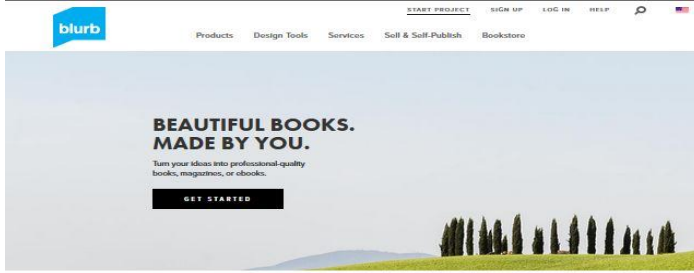 START PROJECT SIGN UP LOG IN HELP
blurb
Products Design Tools Services Sell & Self-Publish Bookstore
BEAUTIFUL BOOKS.
MADE BY YOU.
Turn your ideas into professional-quality
books, magazines, or ebooks.
GET STARTED